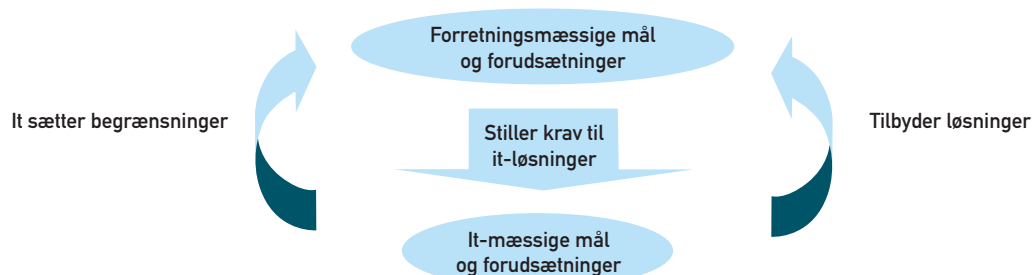 Forretningsmæssige mål
og forudsætninger
It sætter begrænsninger
Stiller krav til
it-løsninger
Tilbyder løsninger
It-mæssige mål
og forudsætninger